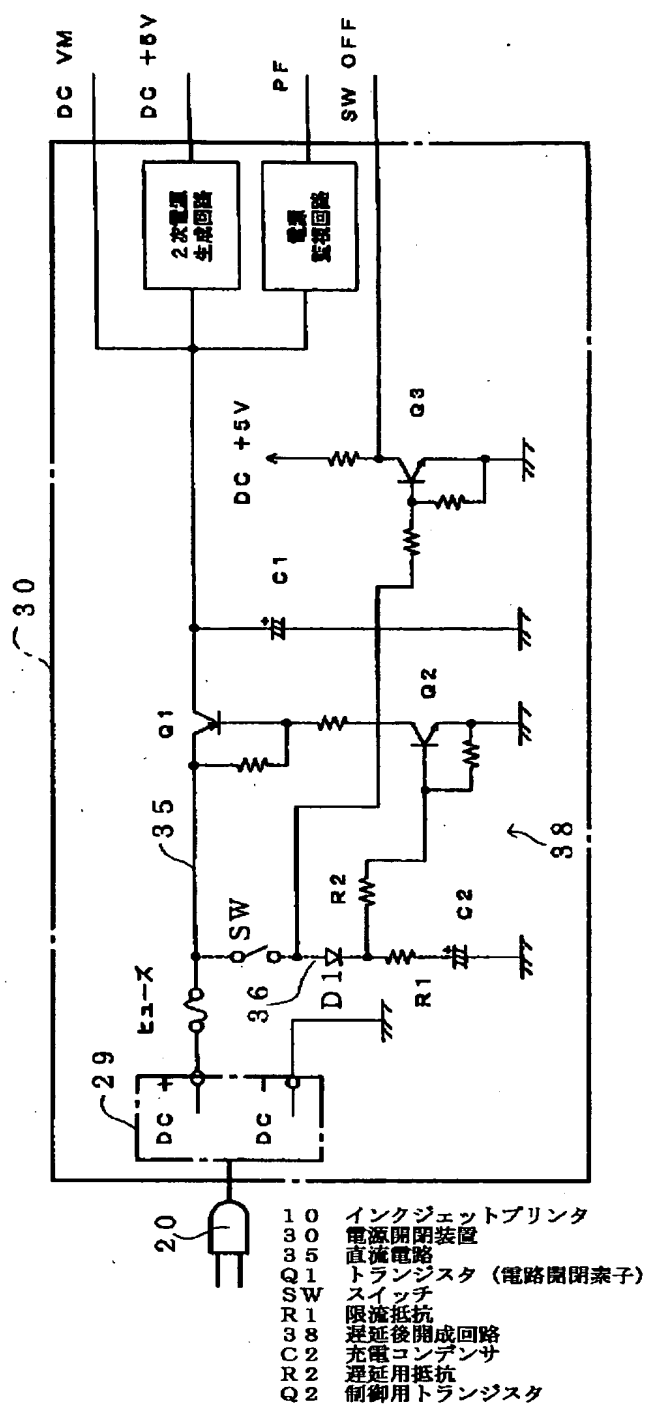 DC VM
DC +5V
PF
SW OFF
30
2次電源
生成回路
電源
監視回路
DC +5V
Q3
C1
Q1
Q2
35
SW
R2
38
ヒューズ
36
D1
R1
C2
29
DC +
DC −
20
10 インクジェットプリンタ
30 電源開閉装置
35 直流電路
Q1 トランジスタ (電路開閉素子)
SW スイッチ
R1 限流抵抗
38 遅延後開成回路
C2 充電コンデンサ
R2 遅延用抵抗
Q2 制御用トランジスタ